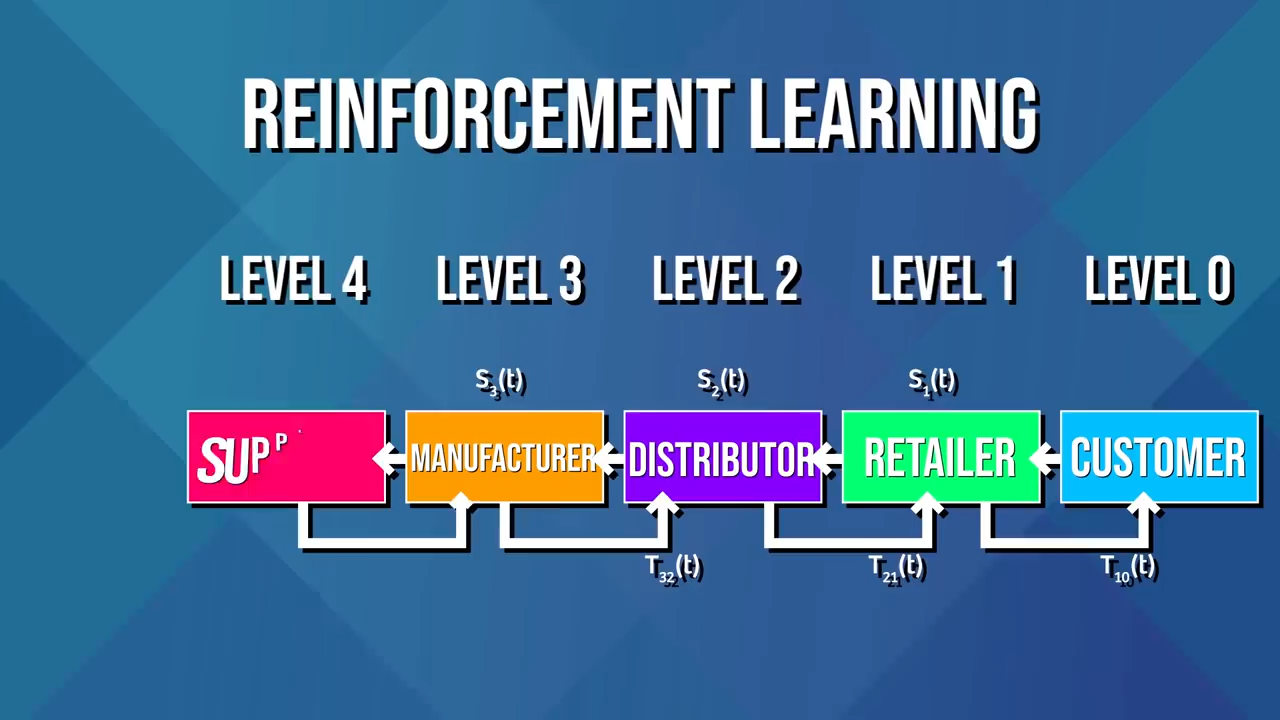 REINFORCEMENT LEARNING
LEVEL 4 LEVEL 3 LEVEL 2 LEVEL 1 LEVEL 0
S₃(t) S₂(t) S₁(t)
SUPP MANUFACTURER DISTRIBUTOR RETAILER CUSTOMER
T₃₂(t) T₂₁(t) T₁₀(t)